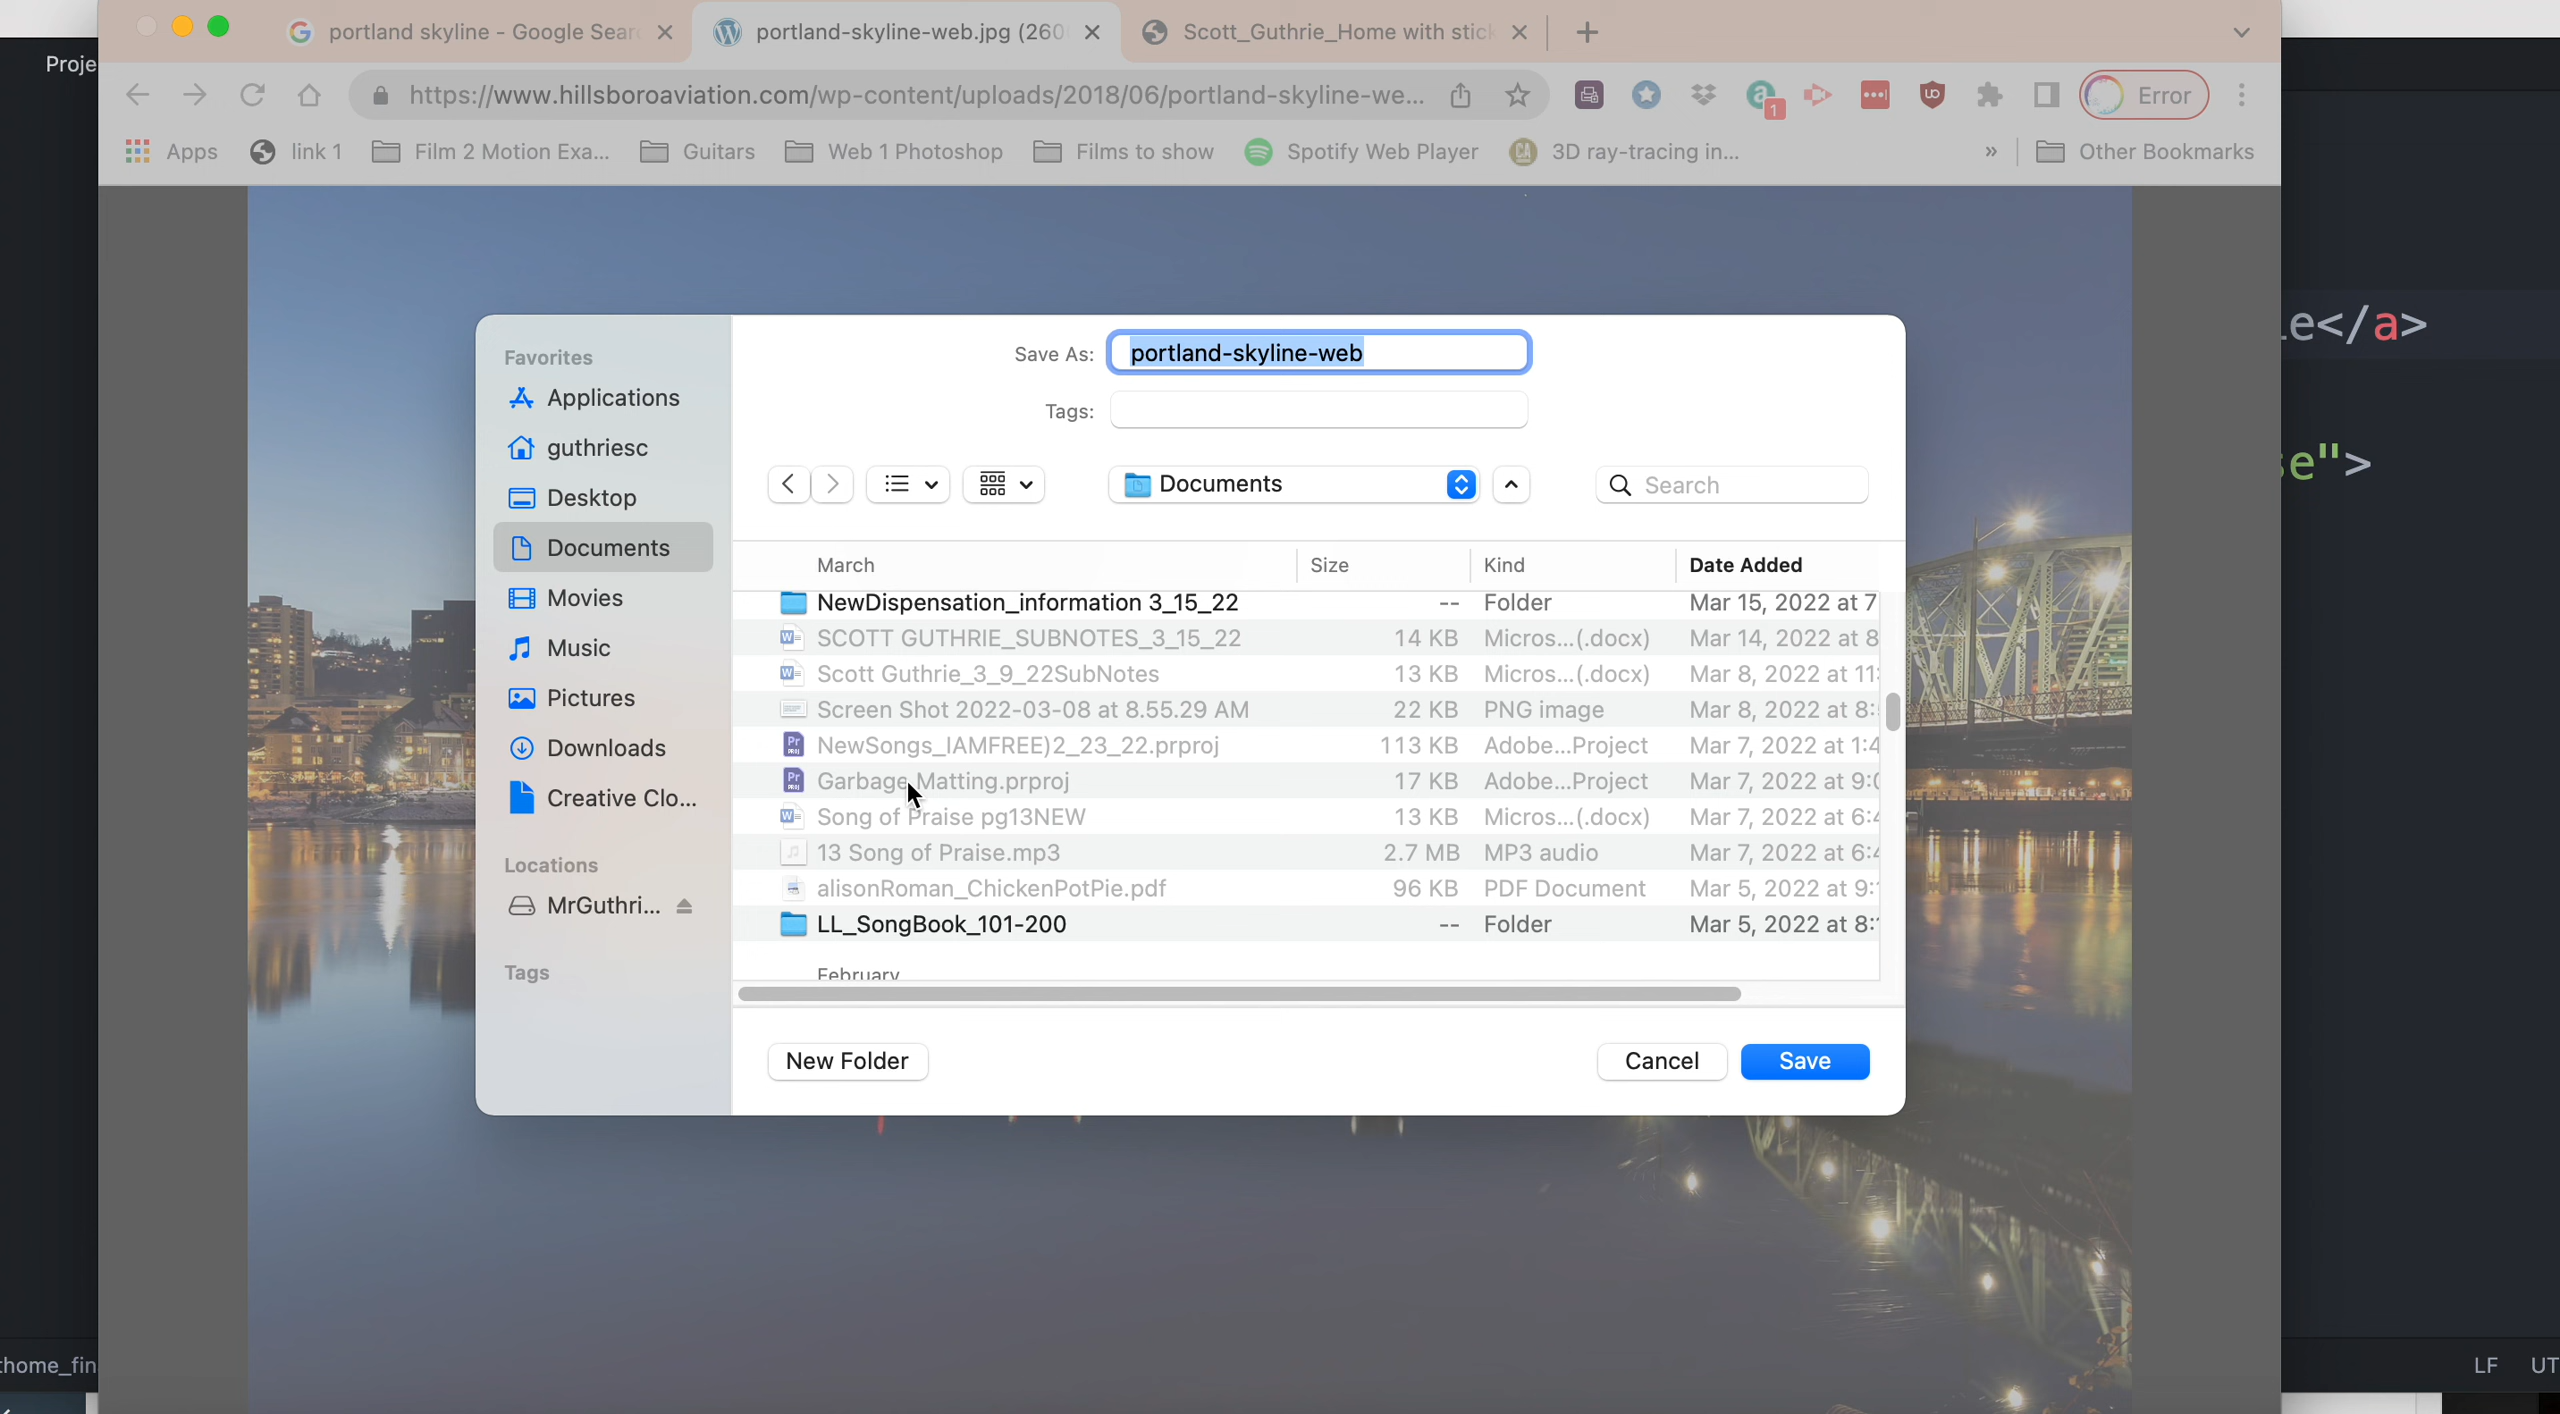 Proje
portland skyline - Google Sear
portland-skyline-web.jpg (260
Scott_Guthrie_Home with stick
https://www.hillsboroaviation.com/wp-content/uploads/2018/06/portland-skyline-we...
1
Error
Apps
link 1
Film 2 Motion Exa...
Guitars
Web 1 Photoshop
Films to show
Spotify Web Player
3D ray-tracing in...
»
Other Bookmarks
Favorites
Applications
guthriesc
Desktop
Documents
Movies
Music
Pictures
Downloads
Creative Clo...
Locations
MrGuthri...
Tags
Save As: portland-skyline-web
Tags:
Documents
Search
March Size Kind Date Added
NewDispensation_information 3_15_22 -- Folder Mar 15, 2022 at 7
SCOTT GUTHRIE_SUBNOTES_3_15_22 14 KB Micros...(.docx) Mar 14, 2022 at 8
Scott Guthrie_3_9_22SubNotes 13 KB Micros...(.docx) Mar 8, 2022 at 11:
Screen Shot 2022-03-08 at 8.55.29 AM 22 KB PNG image Mar 8, 2022 at 8:
NewSongs_IAMFREE)2_23_22.prproj 113 KB Adobe...Project Mar 7, 2022 at 1:4
Garbage Matting.prproj 17 KB Adobe...Project Mar 7, 2022 at 9:0
Song of Praise pg13NEW 13 KB Micros...(.docx) Mar 7, 2022 at 6:4
13 Song of Praise.mp3 2.7 MB MP3 audio Mar 7, 2022 at 6:4
alisonRoman_ChickenPotPie.pdf 96 KB PDF Document Mar 5, 2022 at 9:
LL_SongBook_101-200 -- Folder Mar 5, 2022 at 8:
February
New Folder
Cancel
Save
le</a>
se">
thome_fin
LF
UT